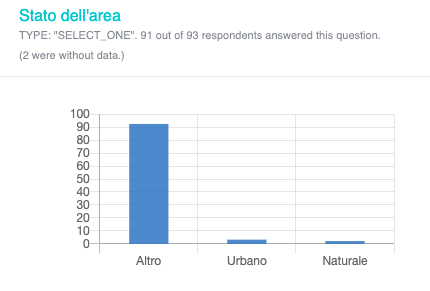 Stato dell'area
TYPE: "SELECT_ONE". 91 out of 93 respondents answered this question.
(2 were without data.)
100
90
80
70
60
50
40
30
20
10
0
Altro Urbano Naturale